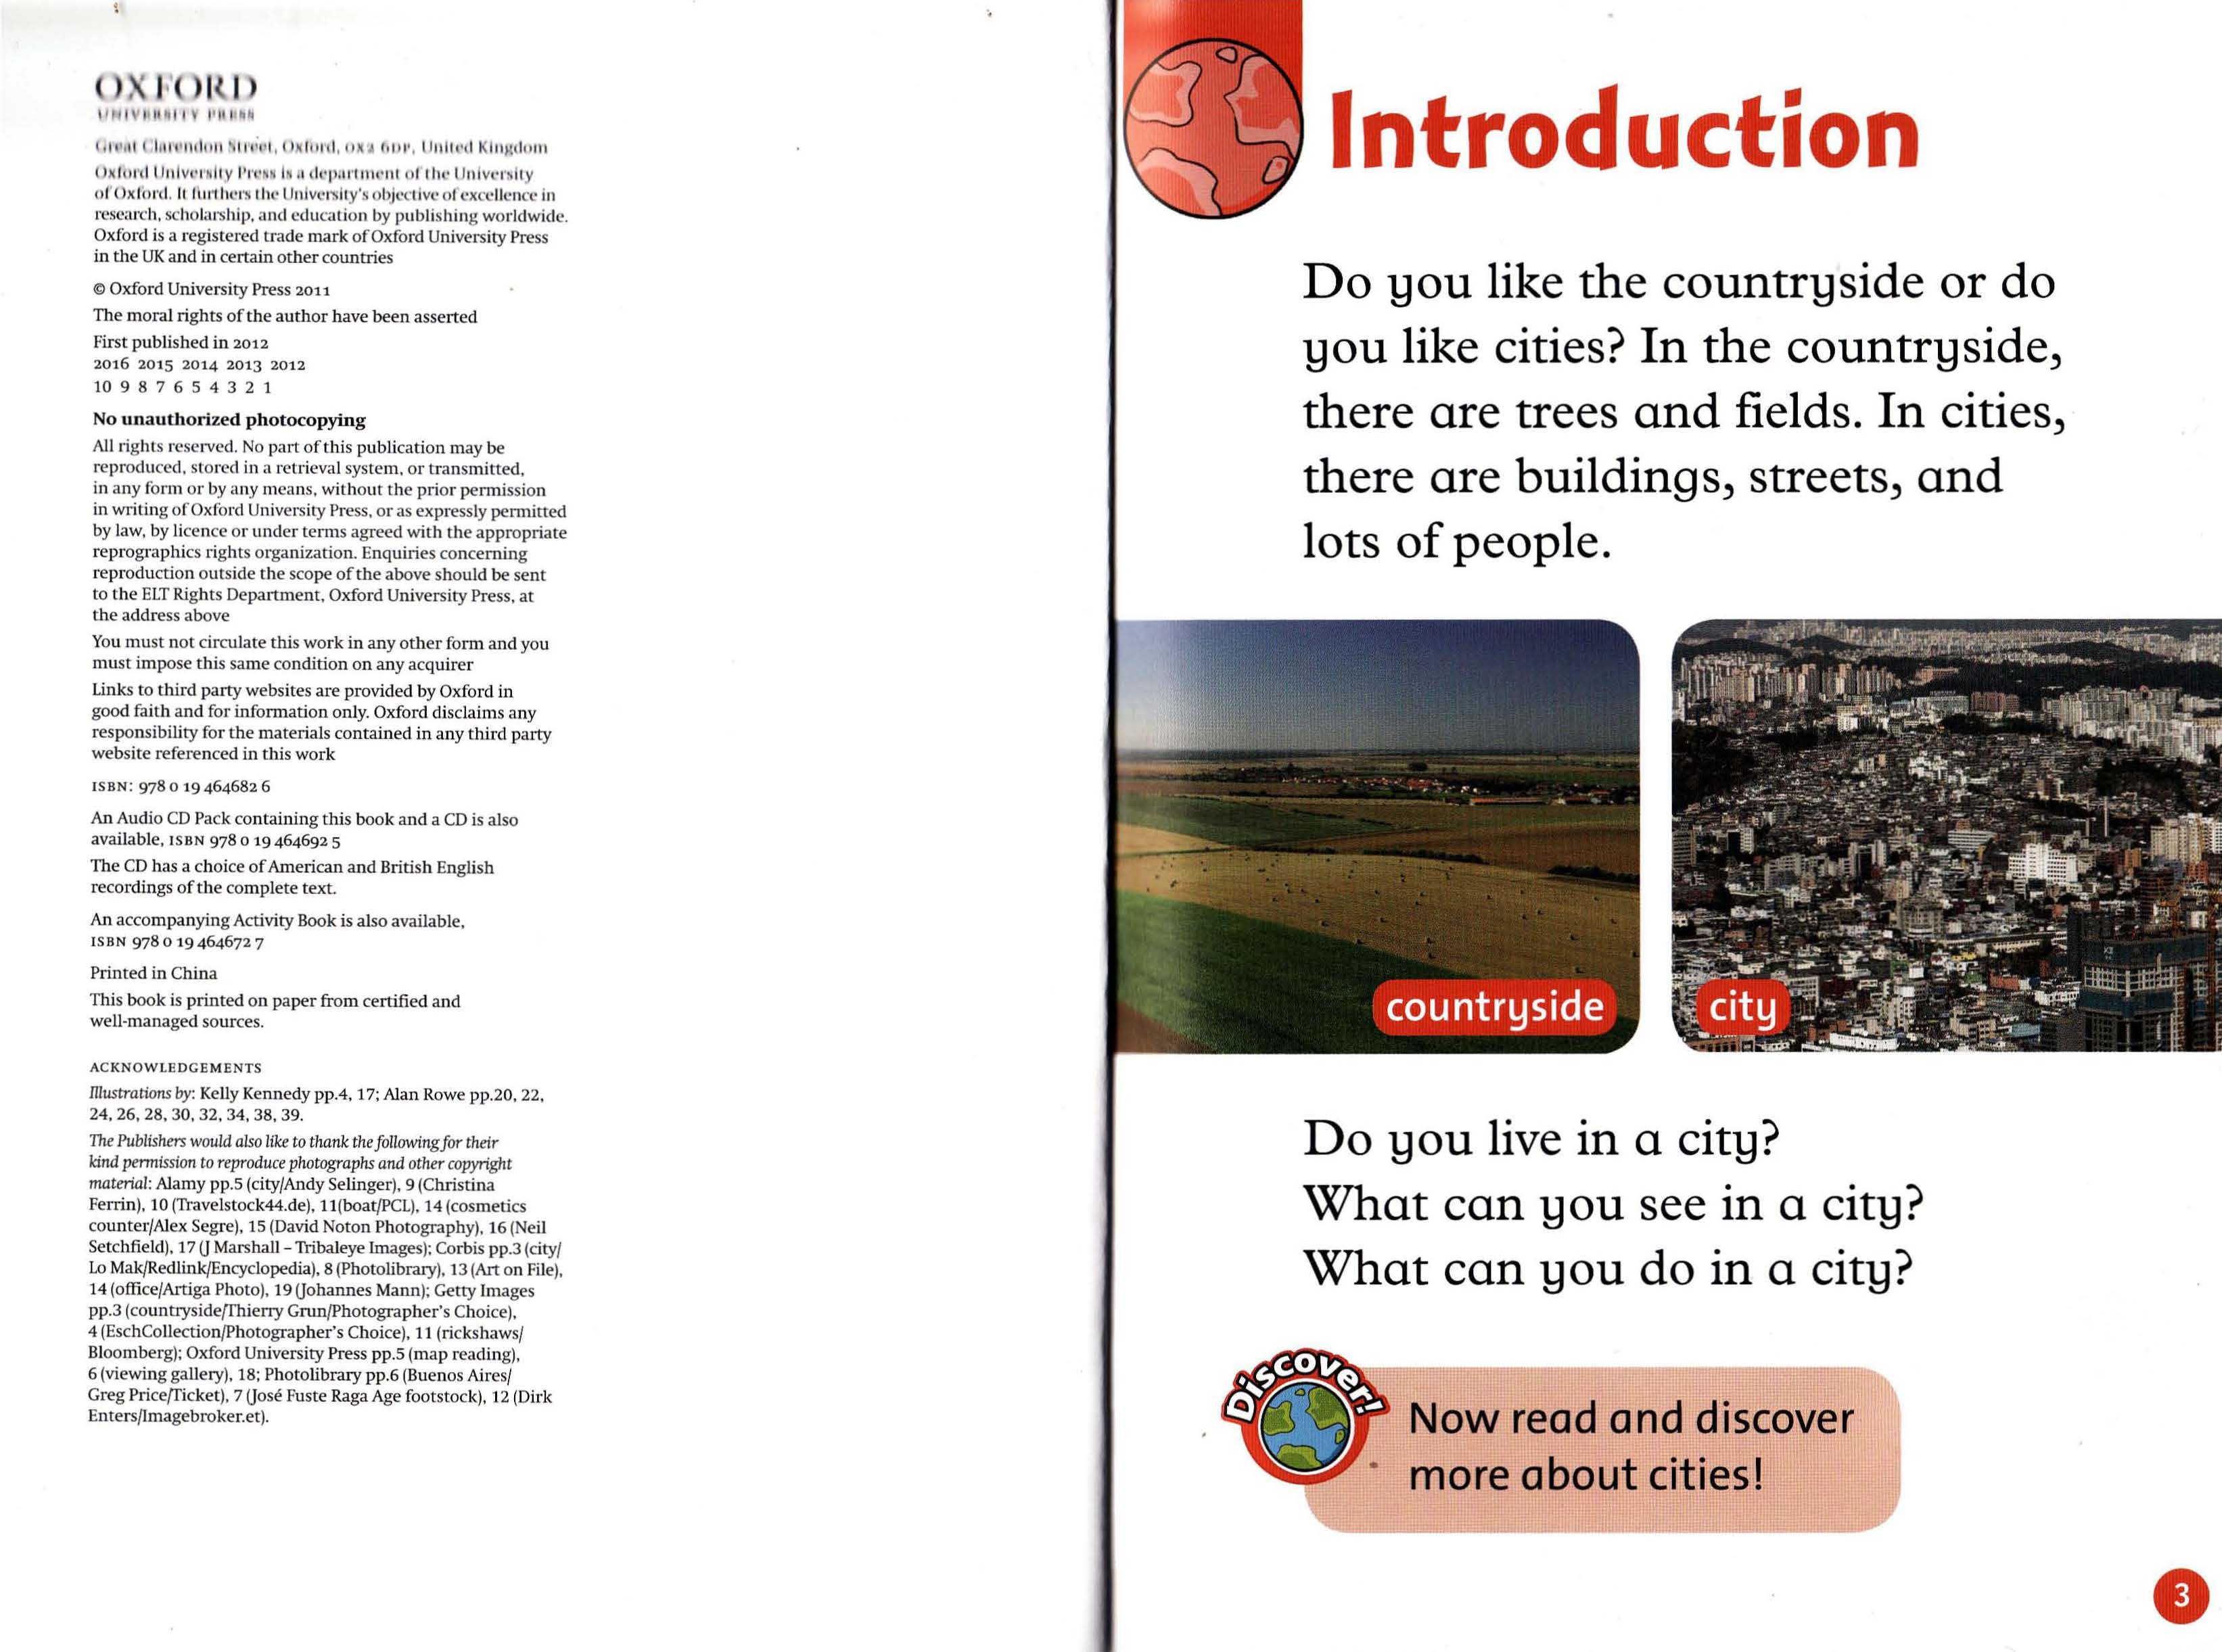 OXFORD
UNIVERSITY PRESS
Great Clarendon Street, Oxford, OX2 6DP, United Kingdom
Oxford University Press is a department of the University
of Oxford. It furthers the University's objective of excellence in
research, scholarship, and education by publishing worldwide.
Oxford is a registered trade mark of Oxford University Press
in the UK and in certain other countries
© Oxford University Press 2011
The moral rights of the author have been asserted
First published in 2012
2016 2015 2014 2013 2012
10 9 8 7 6 5 4 3 2 1
No unauthorized photocopying
All rights reserved. No part of this publication may be
reproduced, stored in a retrieval system, or transmitted,
in any form or by any means, without the prior permission
in writing of Oxford University Press, or as expressly permitted
by law, by licence or under terms agreed with the appropriate
reprographics rights organization. Enquiries concerning
reproduction outside the scope of the above should be sent
to the ELT Rights Department, Oxford University Press, at
the address above
You must not circulate this work in any other form and you
must impose this same condition on any acquirer
Links to third party websites are provided by Oxford in
good faith and for information only. Oxford disclaims any
responsibility for the materials contained in any third party
website referenced in this work
ISBN: 978 0 19 464682 6
An Audio CD Pack containing this book and a CD is also
available, ISBN 978 0 19 464692 5
The CD has a choice of American and British English
recordings of the complete text.
An accompanying Activity Book is also available,
ISBN 978 0 19 464672 7
Printed in China
This book is printed on paper from certified and
well-managed sources.
ACKNOWLEDGEMENTS
Illustrations by: Kelly Kennedy pp.4, 17; Alan Rowe pp.20, 22,
24, 26, 28, 30, 32, 34, 38, 39.
The Publishers would also like to thank the following for their
kind permission to reproduce photographs and other copyright
material: Alamy pp.5 (city/Andy Selinger), 9 (Christina
Ferrin), 10 (Travelstock44.de), 11(boat/PCL), 14 (cosmetics
counter/Alex Segre), 15 (David Noton Photography), 16 (Neil
Setchfield), 17 (J Marshall – Tribaleye Images); Corbis pp.3 (city/
Lo Mak/Redlink/Encyclopedia), 8 (Photolibrary), 13 (Art on File),
14 (office/Artiga Photo), 19 (Johannes Mann); Getty Images
pp.3 (countryside/Thierry Grun/Photographer's Choice),
4 (EschCollection/Photographer's Choice), 11 (rickshaws/
Bloomberg); Oxford University Press pp.5 (map reading),
6 (viewing gallery), 18; Photolibrary pp.6 (Buenos Aires/
Greg Price/Ticket), 7 (José Fuste Raga Age footstock), 12 (Dirk
Enters/Imagebroker.et).
Introduction
Do you like the countryside or do
you like cities? In the countryside,
there are trees and fields. In cities,
there are buildings, streets, and
lots of people.
countryside
city
Do you live in a city?
What can you see in a city?
What can you do in a city?
Discover!
Now read and discover
more about cities!
3